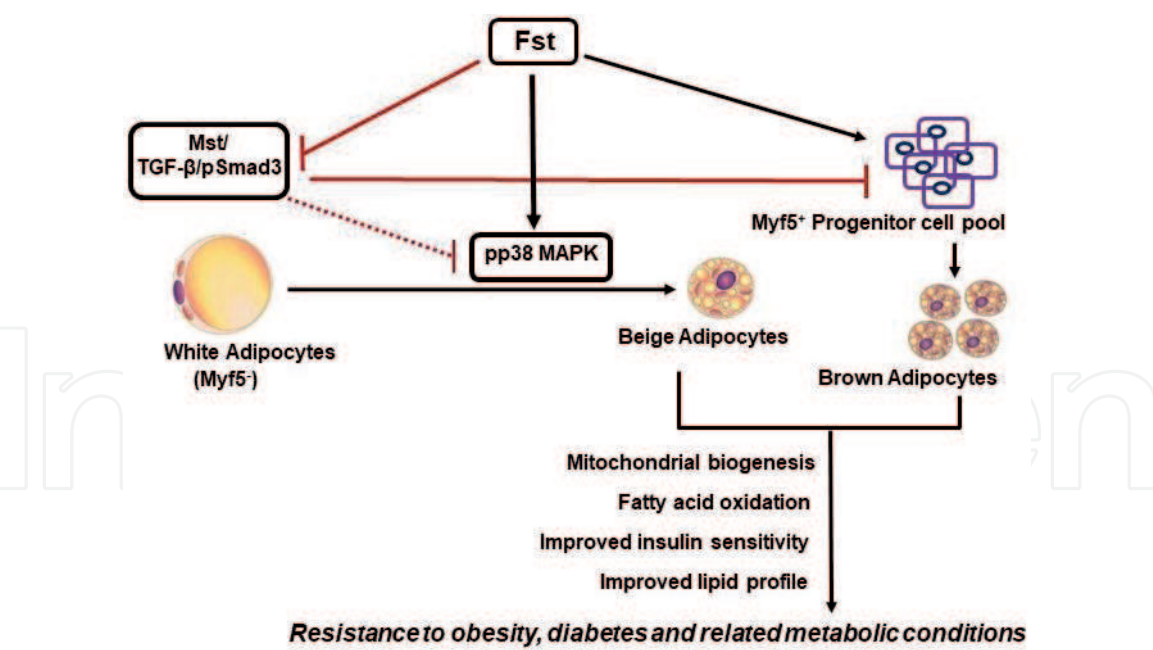 Fst
Mst/
TGF-β/pSmad3
Myf5⁺ Progenitor cell pool
pp38 MAPK
Beige Adipocytes
White Adipocytes
(Myf5⁻)
Brown Adipocytes
Mitochondrial biogenesis
Fatty acid oxidation
Improved insulin sensitivity
Improved lipid profile
Resistance to obesity, diabetes and related metabolic conditions